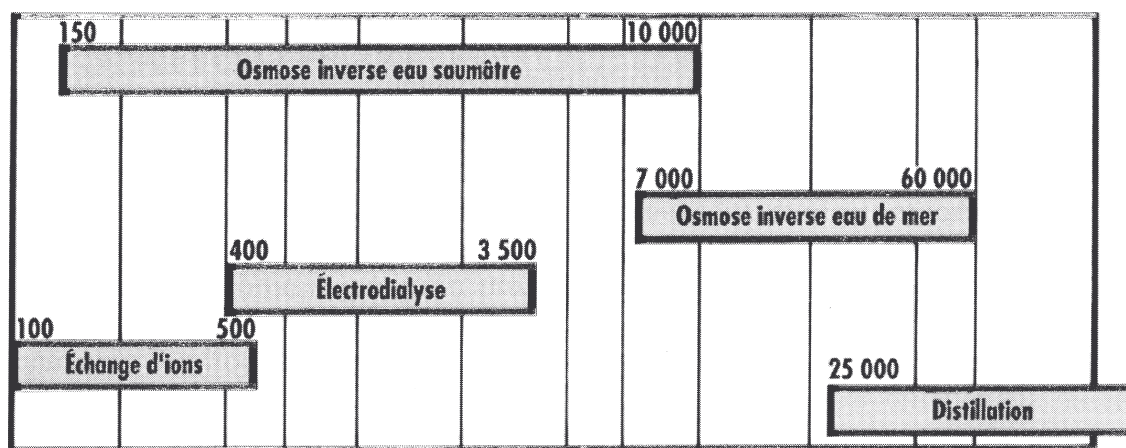 150 10 000
Osmose inverse eau saumâtre
7 000 60 000
Osmose inverse eau de mer
400 3 500
Électrodialyse
100 500
Échange d'ions
25 000
Distillation